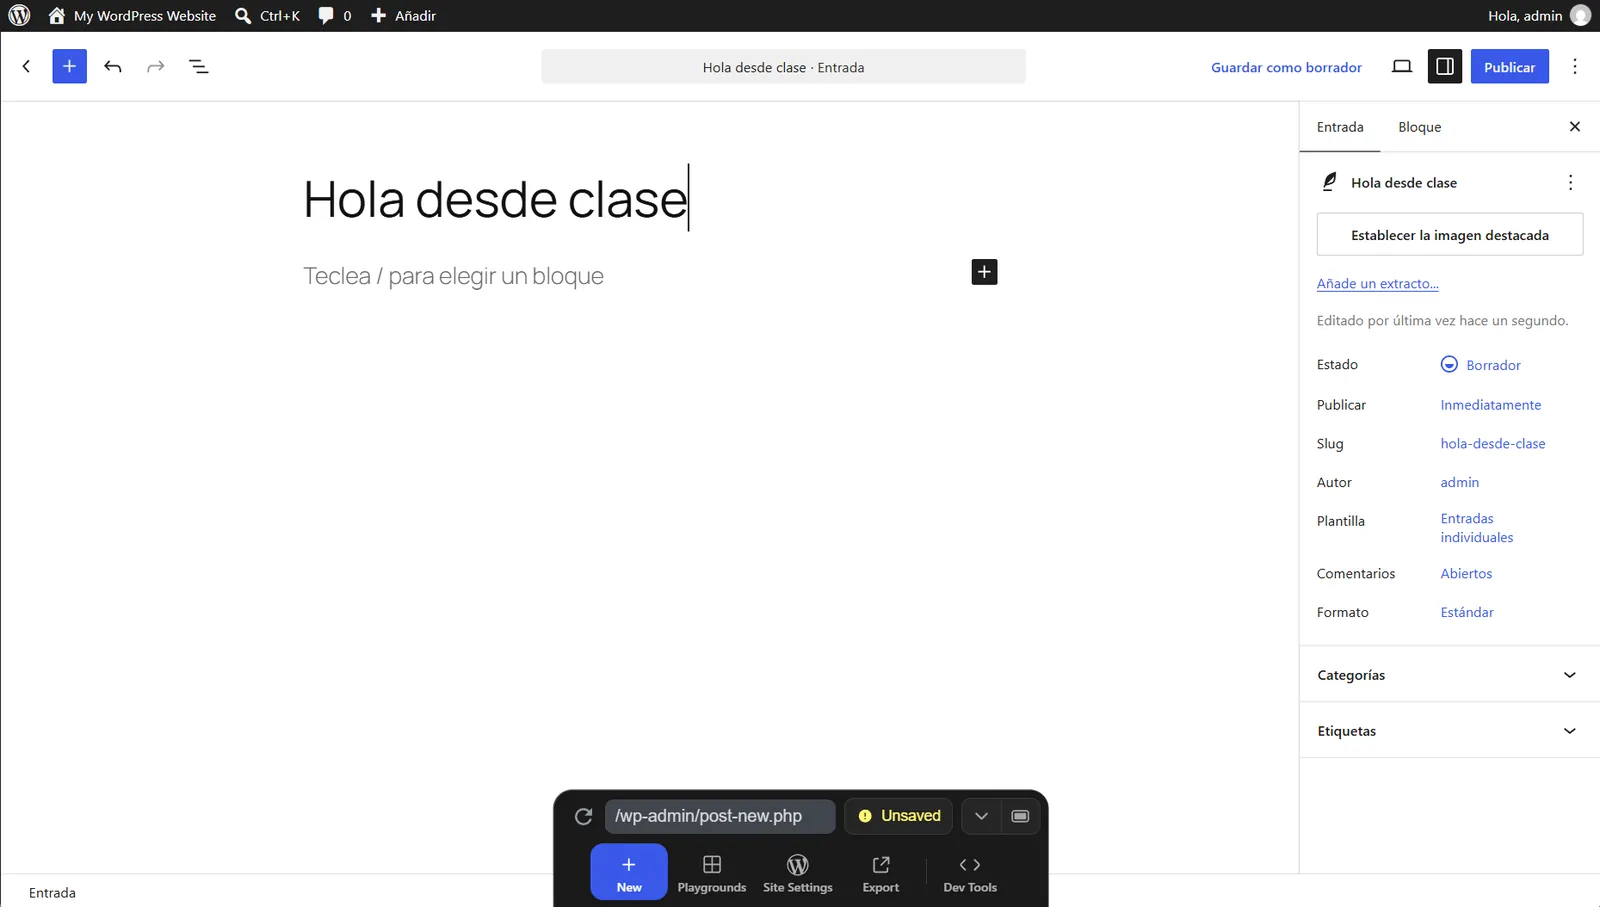 My WordPress Website Ctrl+K 0 Añadir Hola, admin
Hola desde clase · Entrada Guardar como borrador Publicar
Hola desde clase
Teclea / para elegir un bloque
Entrada Bloque
Hola desde clase
Establecer la imagen destacada
Añade un extracto...
Editado por última vez hace un segundo.
Estado Borrador
Publicar Inmediatamente
Slug hola-desde-clase
Autor admin
Plantilla Entradas
individuales
Comentarios Abiertos
Formato Estándar
Categorías
Etiquetas
/wp-admin/post-new.php Unsaved
New Playgrounds Site Settings Export Dev Tools
Entrada